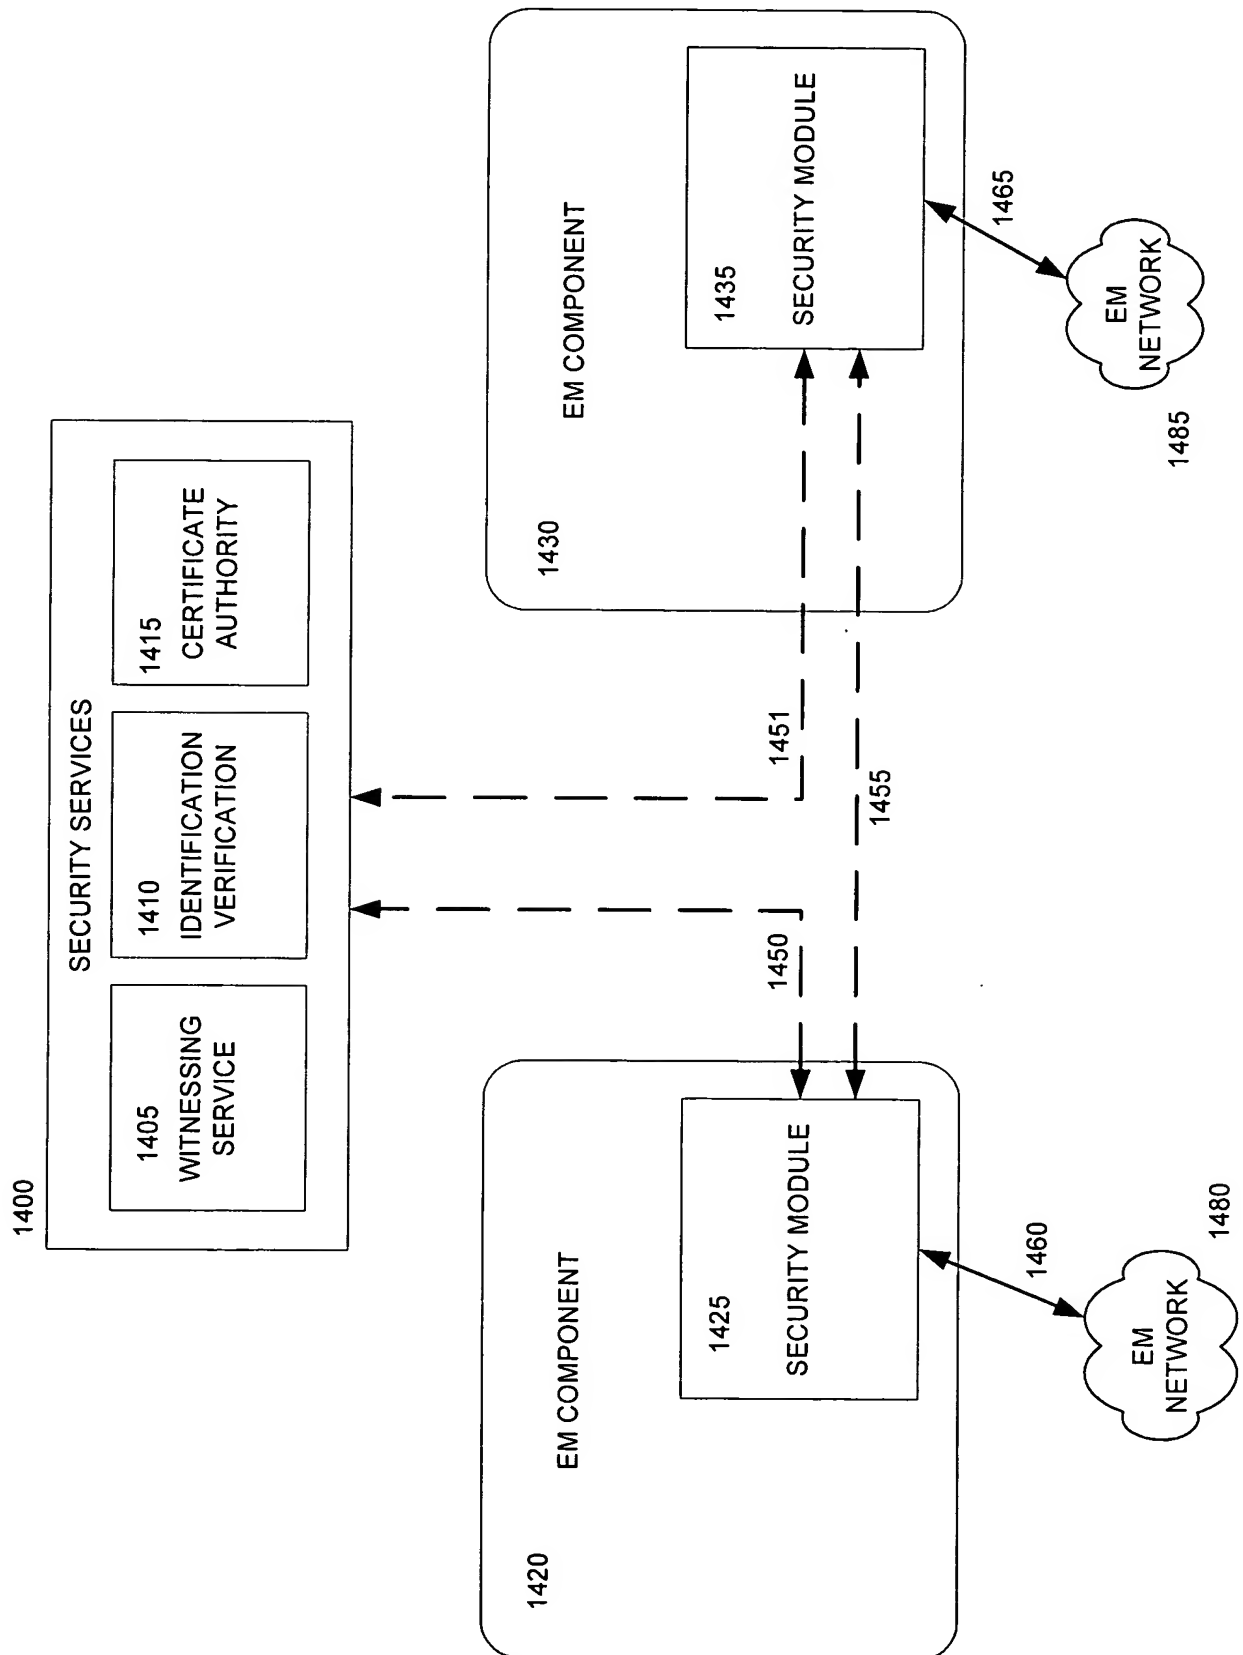 1400
SECURITY SERVICES
1405
WITNESSING
SERVICE
1410
IDENTIFICATION
VERIFICATION
1415
CERTIFICATE
AUTHORITY
1420
EM COMPONENT
1425
SECURITY MODULE
1450
1451
1455
1430
EM COMPONENT
1435
SECURITY MODULE
1460
EM
NETWORK
1480
1465
EM
NETWORK
1485